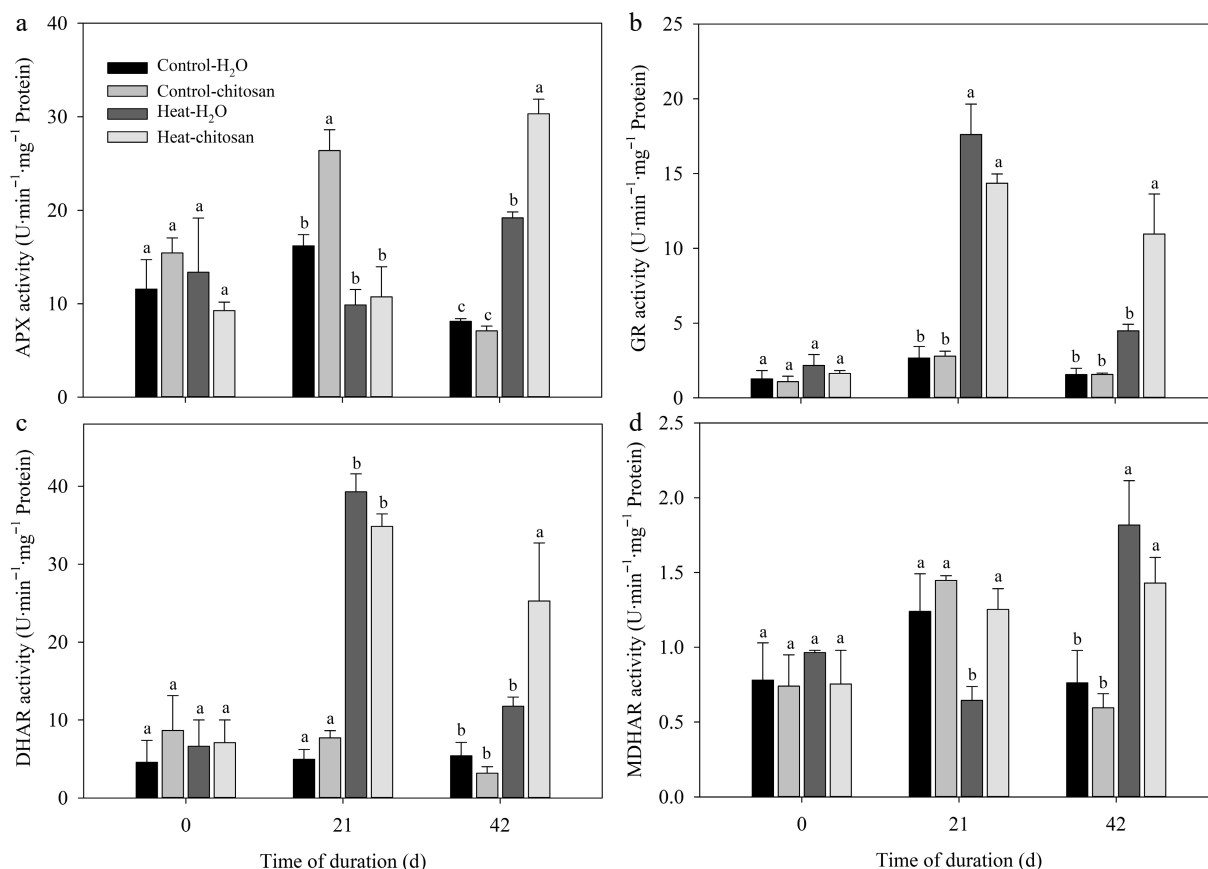 a
40
30
20
10
0
APX activity (U·min⁻¹·mg⁻¹ Protein)
Control-H₂O
Control-chitosan
Heat-H₂O
Heat-chitosan
a a a a
b a b b
c c b a
b
25
20
15
10
5
0
GR activity (U·min⁻¹·mg⁻¹ Protein)
a a a a
b b a a
b b b a
c
40
30
20
10
0
DHAR activity (U·min⁻¹·mg⁻¹ Protein)
a a a a
a a b b
b b b a
0 21 42
Time of duration (d)
d
2.5
2.0
1.5
1.0
0.5
0.0
MDHAR activity (U·min⁻¹·mg⁻¹ Protein)
a a a a
a a b a
b b a a
0 21 42
Time of duration (d)